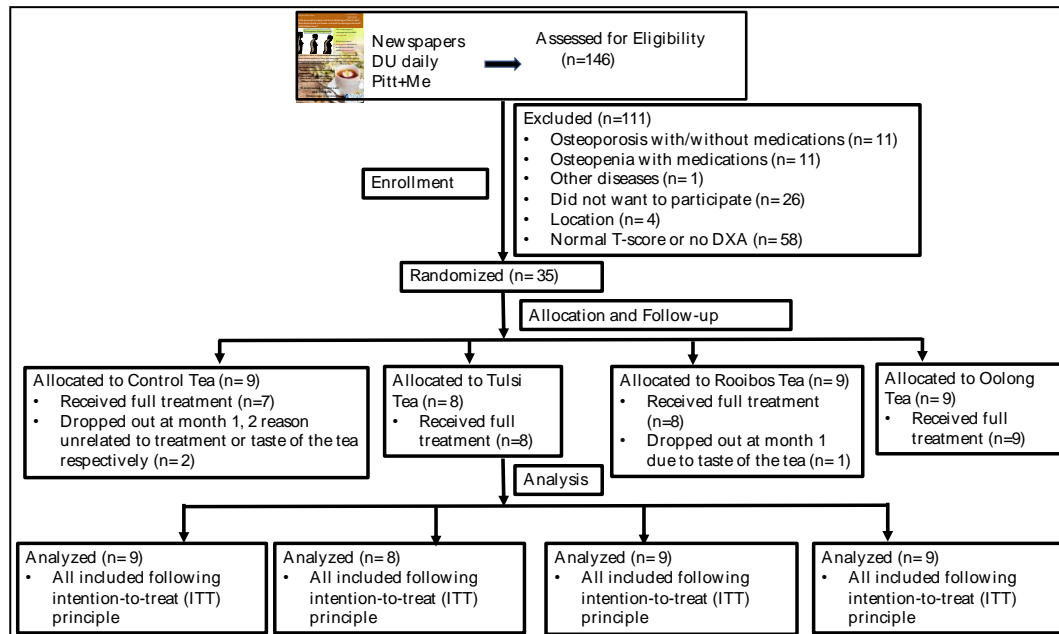 Newspapers
DU daily
Pitt+Me
Assessed for Eligibility
(n=146)
Excluded (n=111)
• Osteoporosis with/without medications (n= 11)
• Osteopenia with medications (n= 11)
• Other diseases (n= 1)
• Did not want to participate (n= 26)
• Location (n= 4)
• Normal T-score or no DXA (n= 58)
Enrollment
Randomized (n= 35)
Allocation and Follow-up
Allocated to Control Tea (n= 9)
• Received full treatment (n=7)
• Dropped out at month 1, 2 reason
unrelated to treatment or taste of the tea
respectively (n= 2)
Allocated to Tulsi
Tea (n= 8)
• Received full
treatment (n=8)
Allocated to Rooibos Tea (n= 9)
• Received full treatment
(n=8)
• Dropped out at month 1
due to taste of the tea (n= 1)
Allocated to Oolong
Tea (n= 9)
• Received full
treatment (n=9)
Analysis
Analyzed (n= 9)
• All included following
intention-to-treat (ITT)
principle
Analyzed (n= 8)
• All included following
intention-to-treat (ITT)
principle
Analyzed (n= 9)
• All included following
intention-to-treat (ITT)
principle
Analyzed (n= 9)
• All included following
intention-to-treat (ITT)
principle